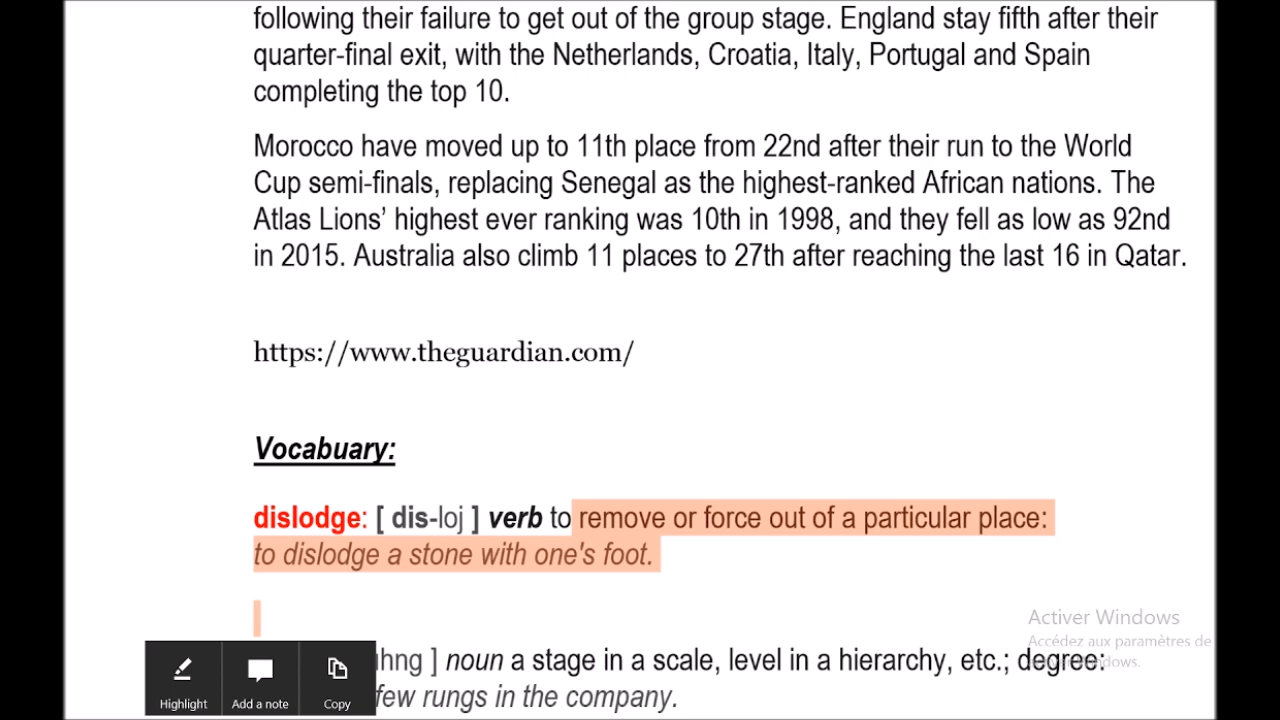 following their failure to get out of the group stage. England stay fifth after their
quarter-final exit, with the Netherlands, Croatia, Italy, Portugal and Spain
completing the top 10.
Morocco have moved up to 11th place from 22nd after their run to the World
Cup semi-finals, replacing Senegal as the highest-ranked African nations. The
Atlas Lions’ highest ever ranking was 10th in 1998, and they fell as low as 92nd
in 2015. Australia also climb 11 places to 27th after reaching the last 16 in Qatar.
https://www.theguardian.com/
Vocabuary:
dislodge: [ dis-loj ] verb to remove or force out of a particular place:
to dislodge a stone with one's foot.
Activer Windows
Accédez aux paramètres de
Windows.
uhng ] noun a stage in a scale, level in a hierarchy, etc.; degree:
few rungs in the company.
Highlight
Add a note
Copy